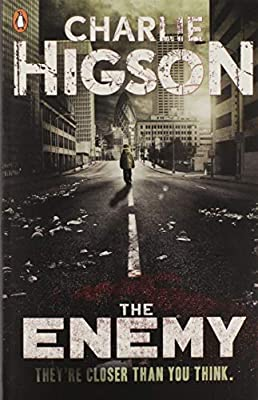 CHARLIE
HIGSON
THE
ENEMY
THEY'RE CLOSER THAN YOU THINK.